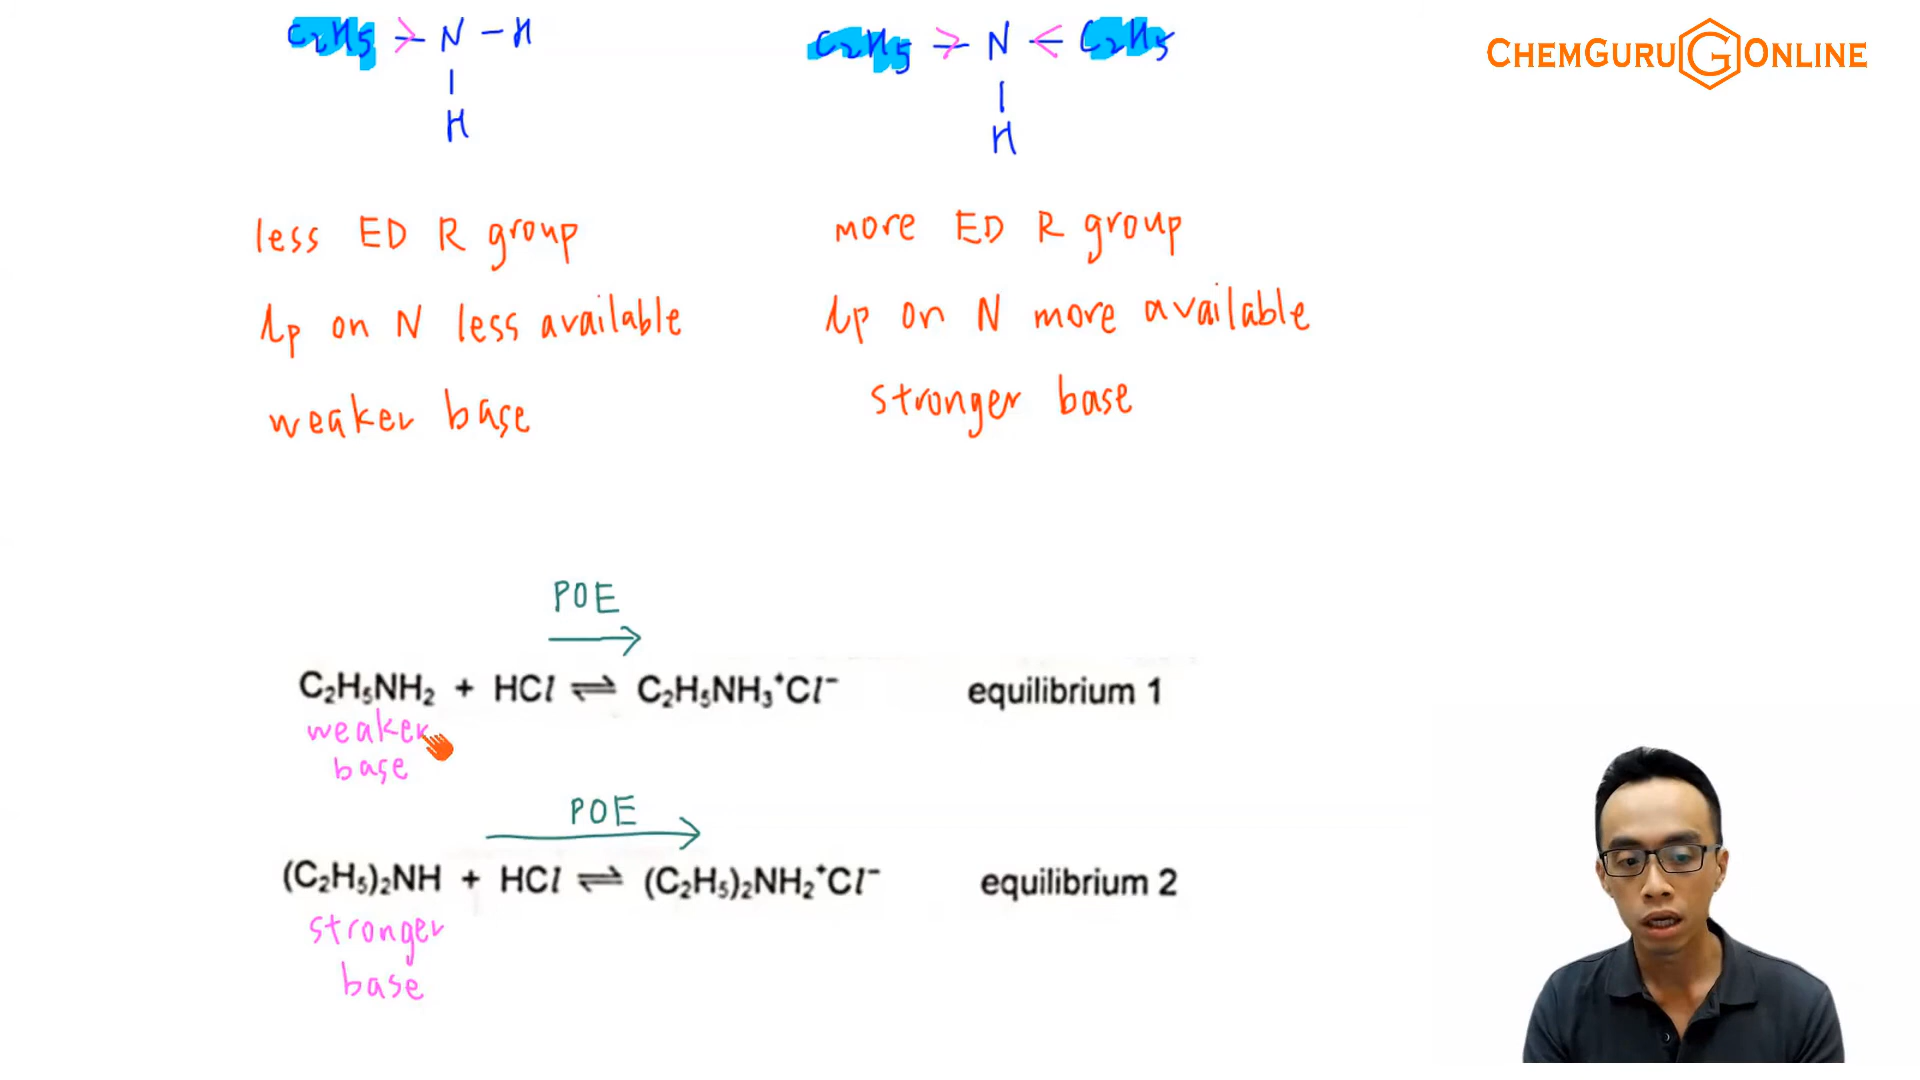 CHEMGURU G ONLINE
C₂H₅ > N – H
H
C₂H₅ > N < C₂H₅
H
less ED R group
lp on N less available
weaker base
more ED R group
lp on N more available
stronger base
POE
C₂H₅NH₂ + HCl ⇌ C₂H₅NH₃⁺Cl⁻ equilibrium 1
weaker
base
POE
(C₂H₅)₂NH + HCl ⇌ (C₂H₅)₂NH₂⁺Cl⁻ equilibrium 2
stronger
base